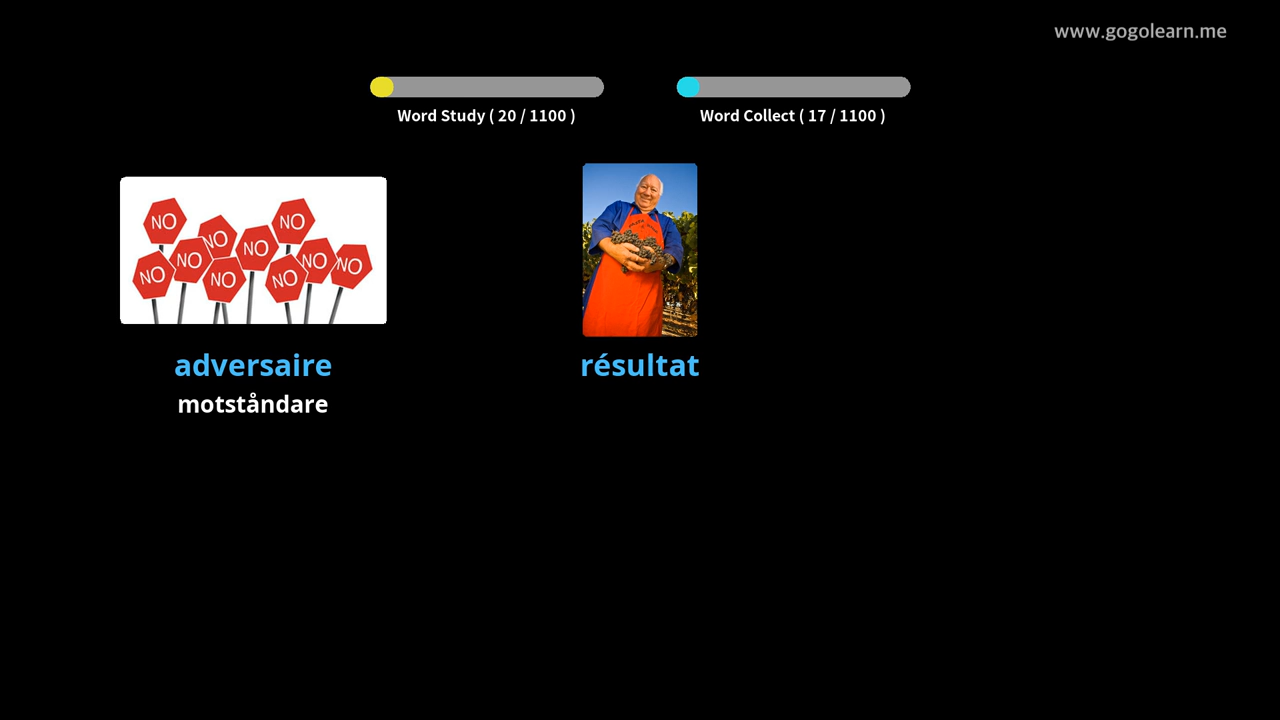 www.gogolearn.me
Word Study ( 20 / 1100 )
Word Collect ( 17 / 1100 )
NO
NO
NO
NO
NO
NO
NO
NO
NO
NO
adversaire
résultat
motståndare